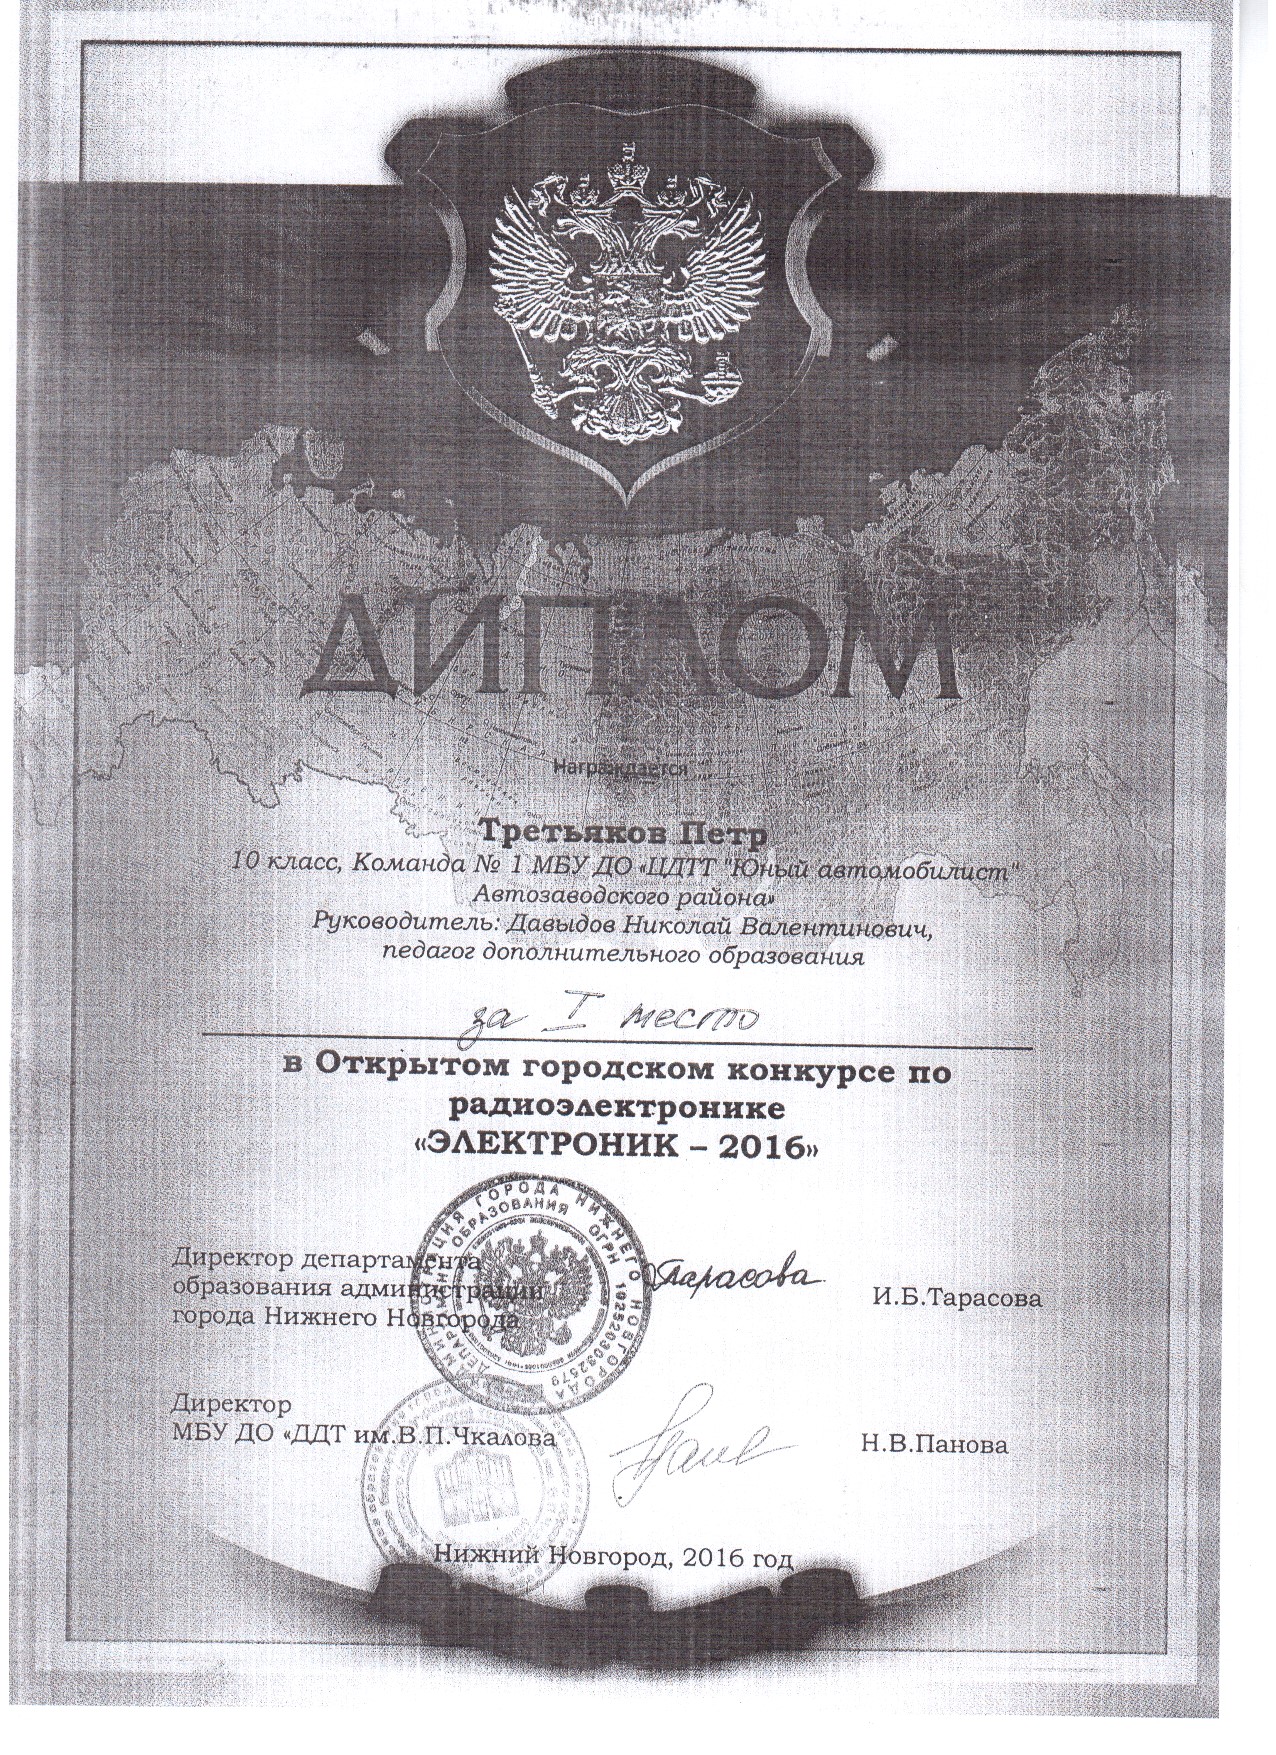 ДИПЛОМ
Награждается
Третьяков Петр
10 класс, Команда № 1 МБУ ДО «ЦДТТ "Юный автомобилист"
Автозаводского района»
Руководитель: Давыдов Николай Валентинович,
педагог дополнительного образования
за I место
в Открытом городском конкурсе по
радиоэлектронике
«ЭЛЕКТРОНИК – 2016»
Директор департамента
образования администрации
города Нижнего Новгорода
Тарасова
И.Б.Тарасова
АДМИНИСТРАЦИЯ ГОРОДА НИЖНЕГО НОВГОРОДА
ДЕПАРТАМЕНТ ОБРАЗОВАНИЯ ОГРН 1025203032579
Директор
МБУ ДО «ДДТ им.В.П.Чкалова
Н.В.Панова
Нижний Новгород, 2016 год